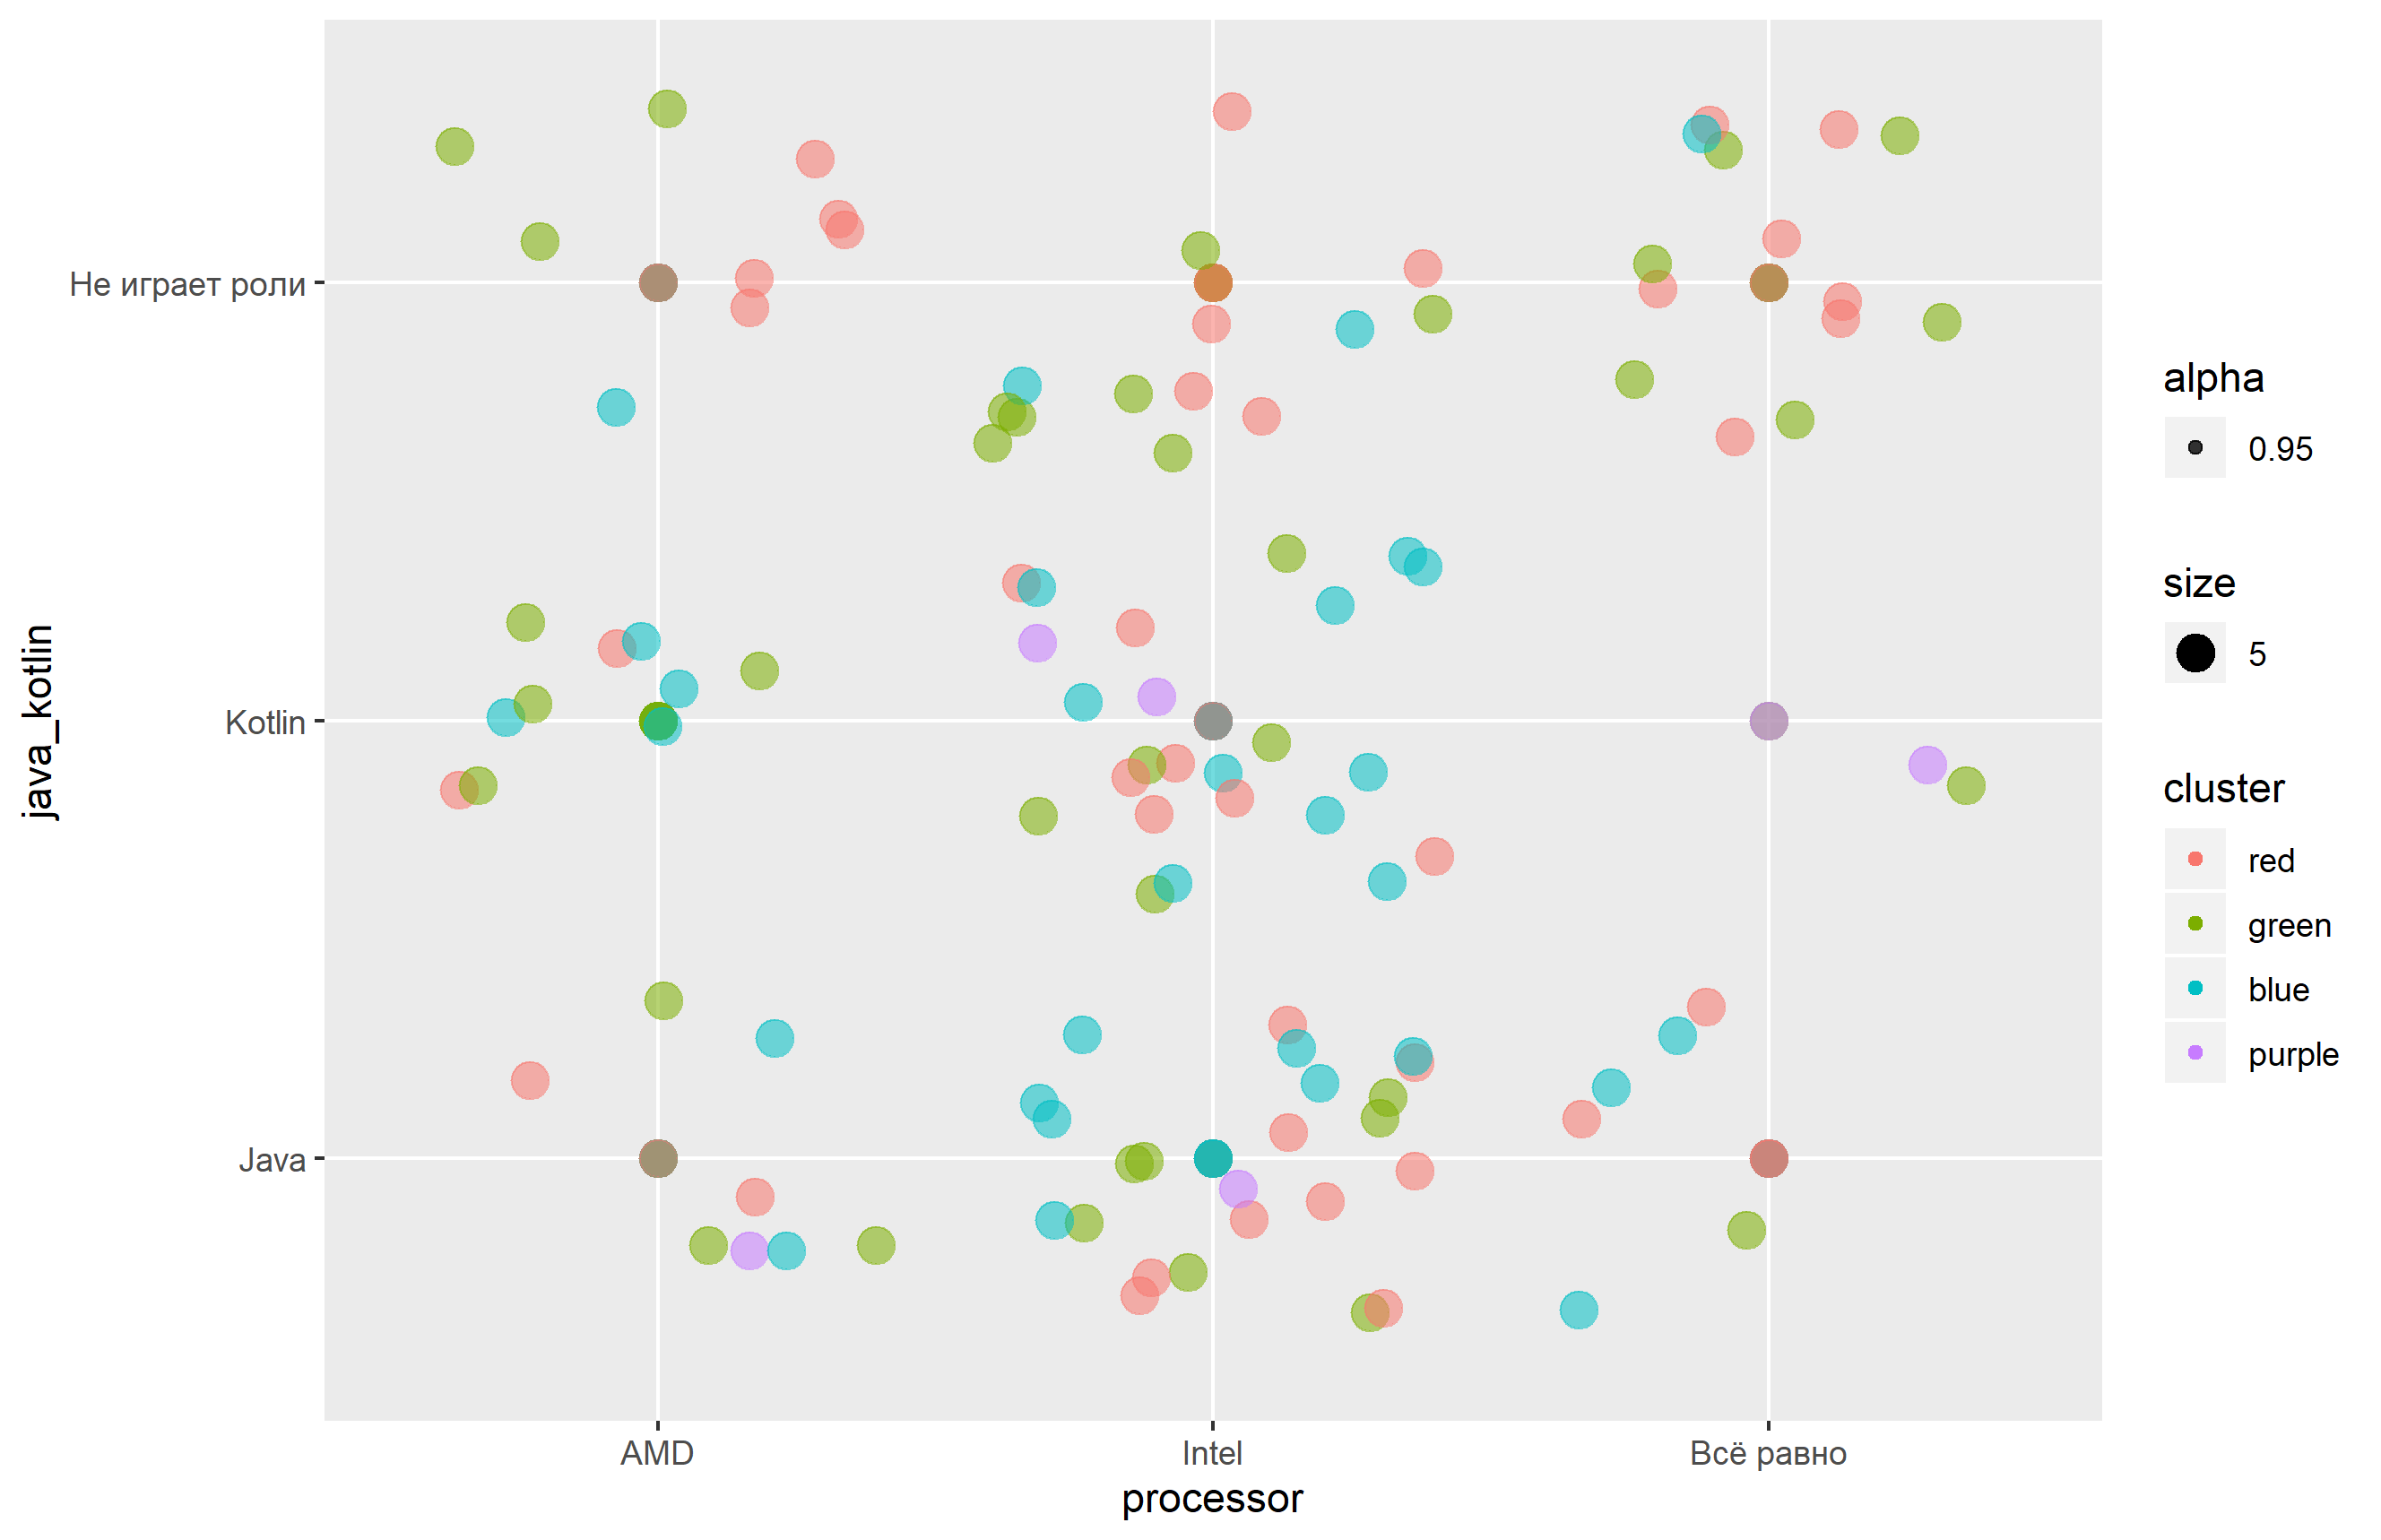 Не играет роли
Kotlin
Java
java_kotlin
AMD
Intel
Всё равно
processor
alpha
0.95
size
5
cluster
red
green
blue
purple